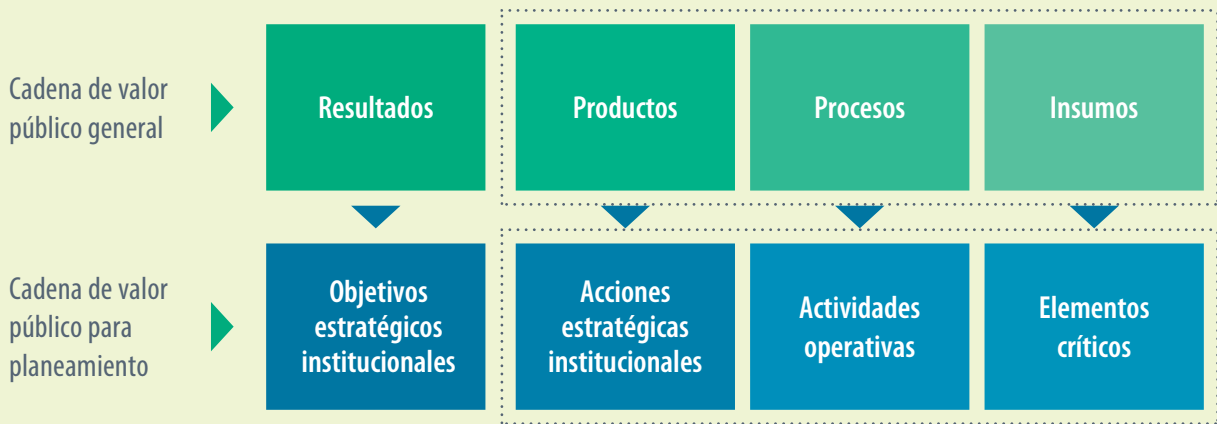 Cadena de valor
público general
Resultados
Productos
Procesos
Insumos
Cadena de valor
público para
planeamiento
Objetivos
estratégicos
institucionales
Acciones
estratégicas
institucionales
Actividades
operativas
Elementos
críticos